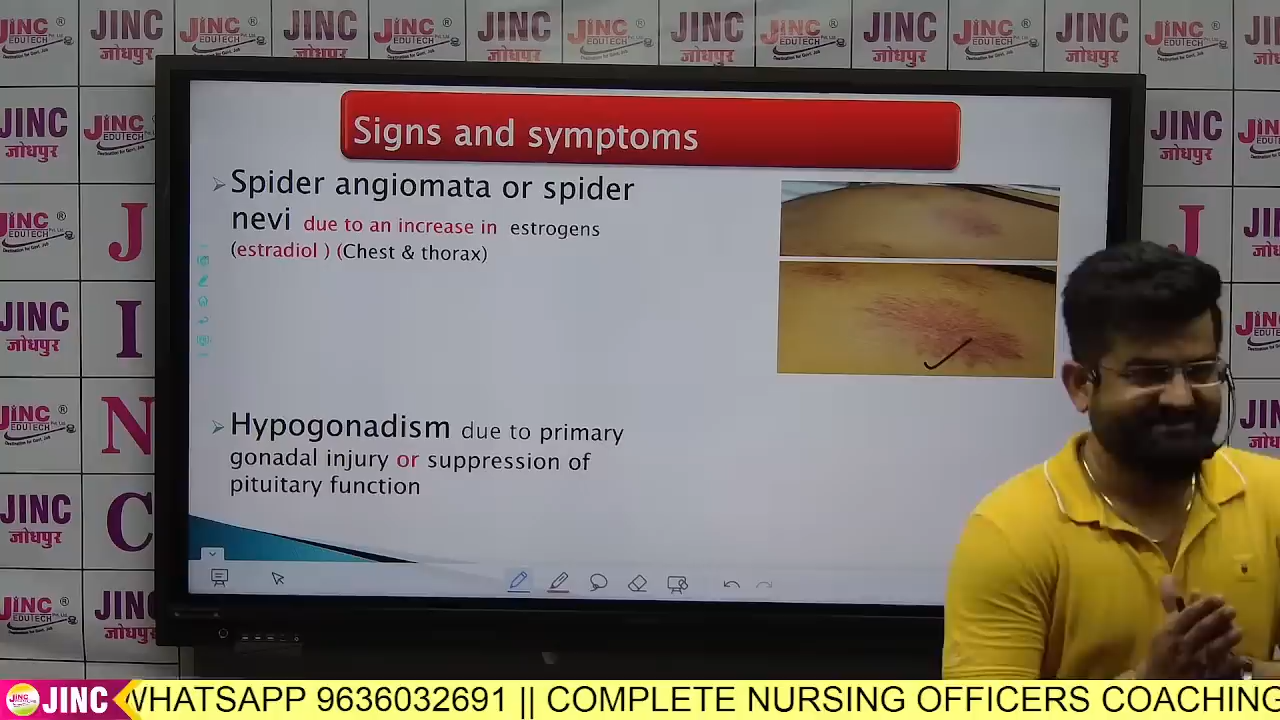 JINC
EDUTECH
जोधपुर
Signs and symptoms
Spider angiomata or spider
nevi due to an increase in estrogens
(estradiol ) (Chest & thorax)
Hypogonadism due to primary
gonadal injury or suppression of
pituitary function
J
I
N
C
J
JINC
WHATSAPP 9636032691 || COMPLETE NURSING OFFICERS COACHING